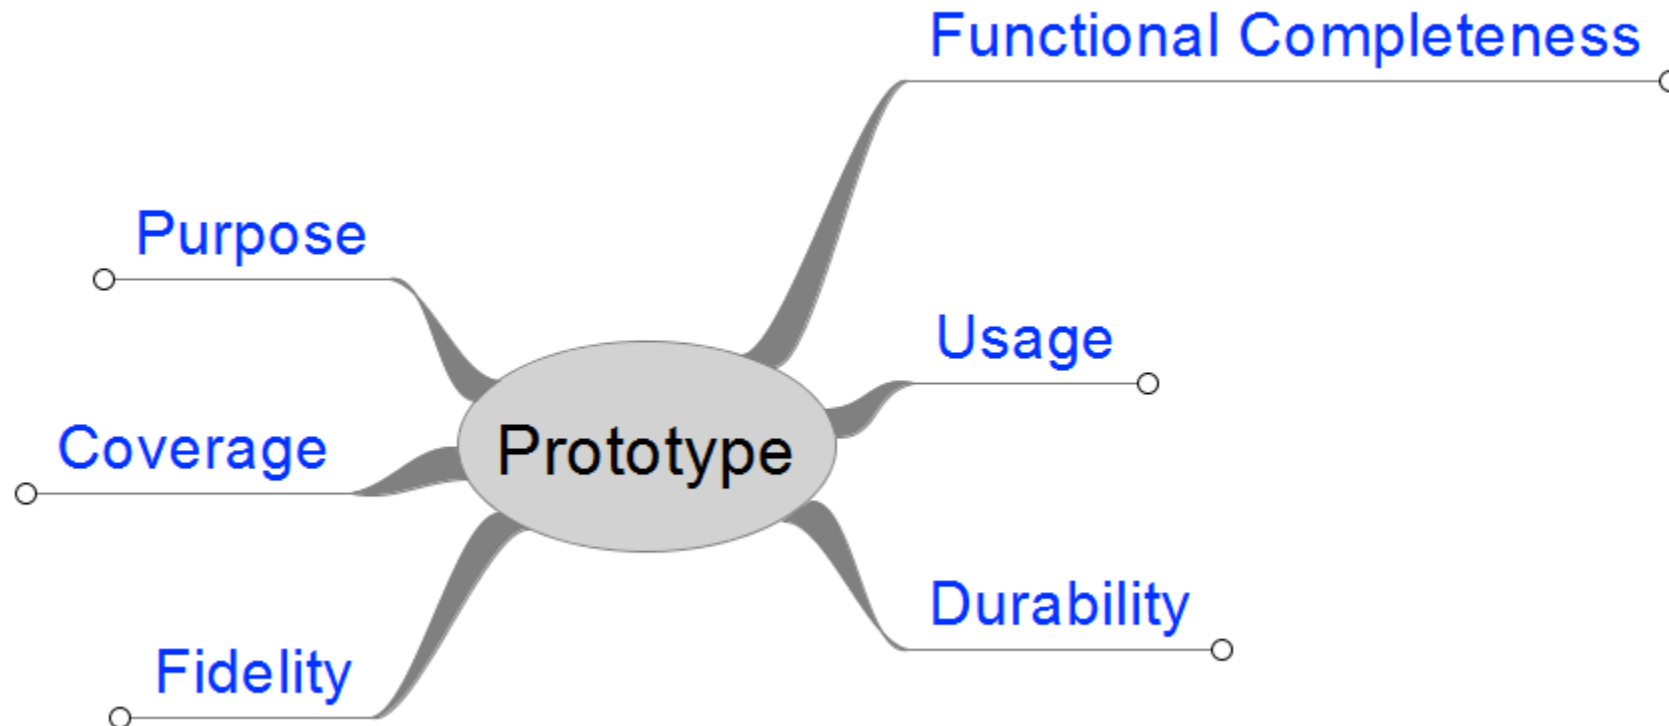 Functional Completeness
Purpose
Usage
Coverage
Prototype
Durability
Fidelity